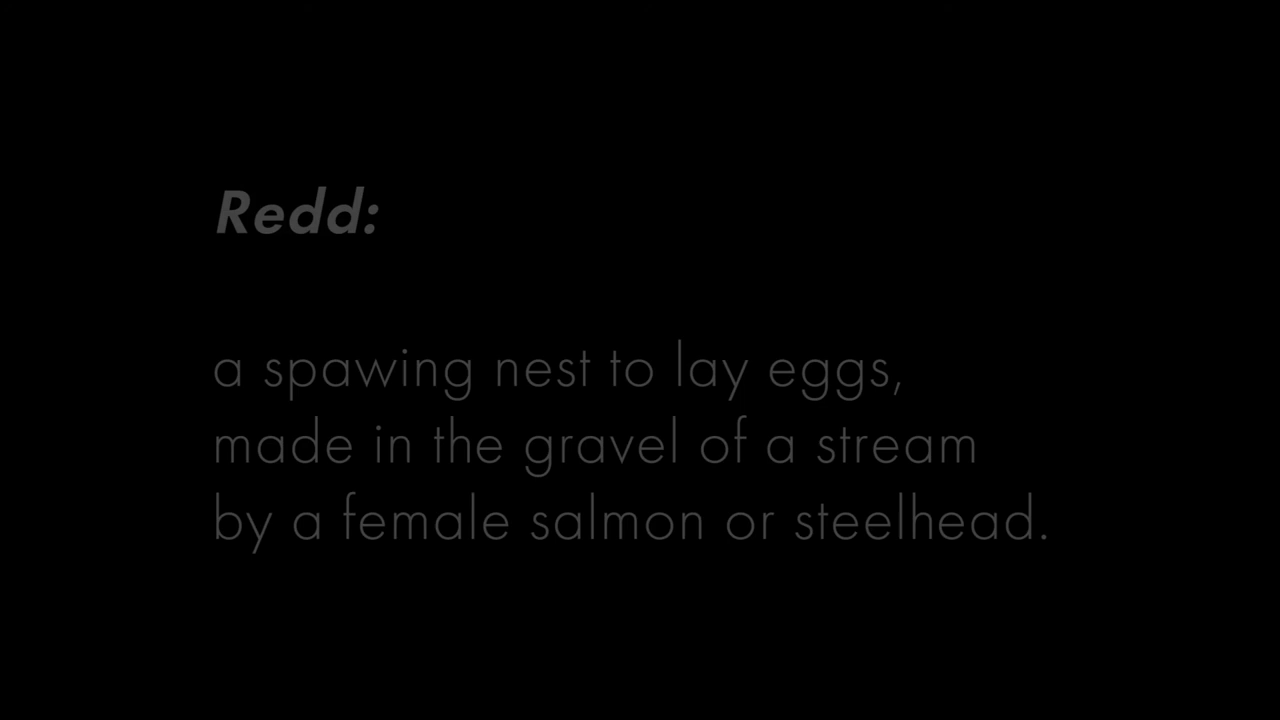 Redd:
a spawing nest to lay eggs,
made in the gravel of a stream
by a female salmon or steelhead.